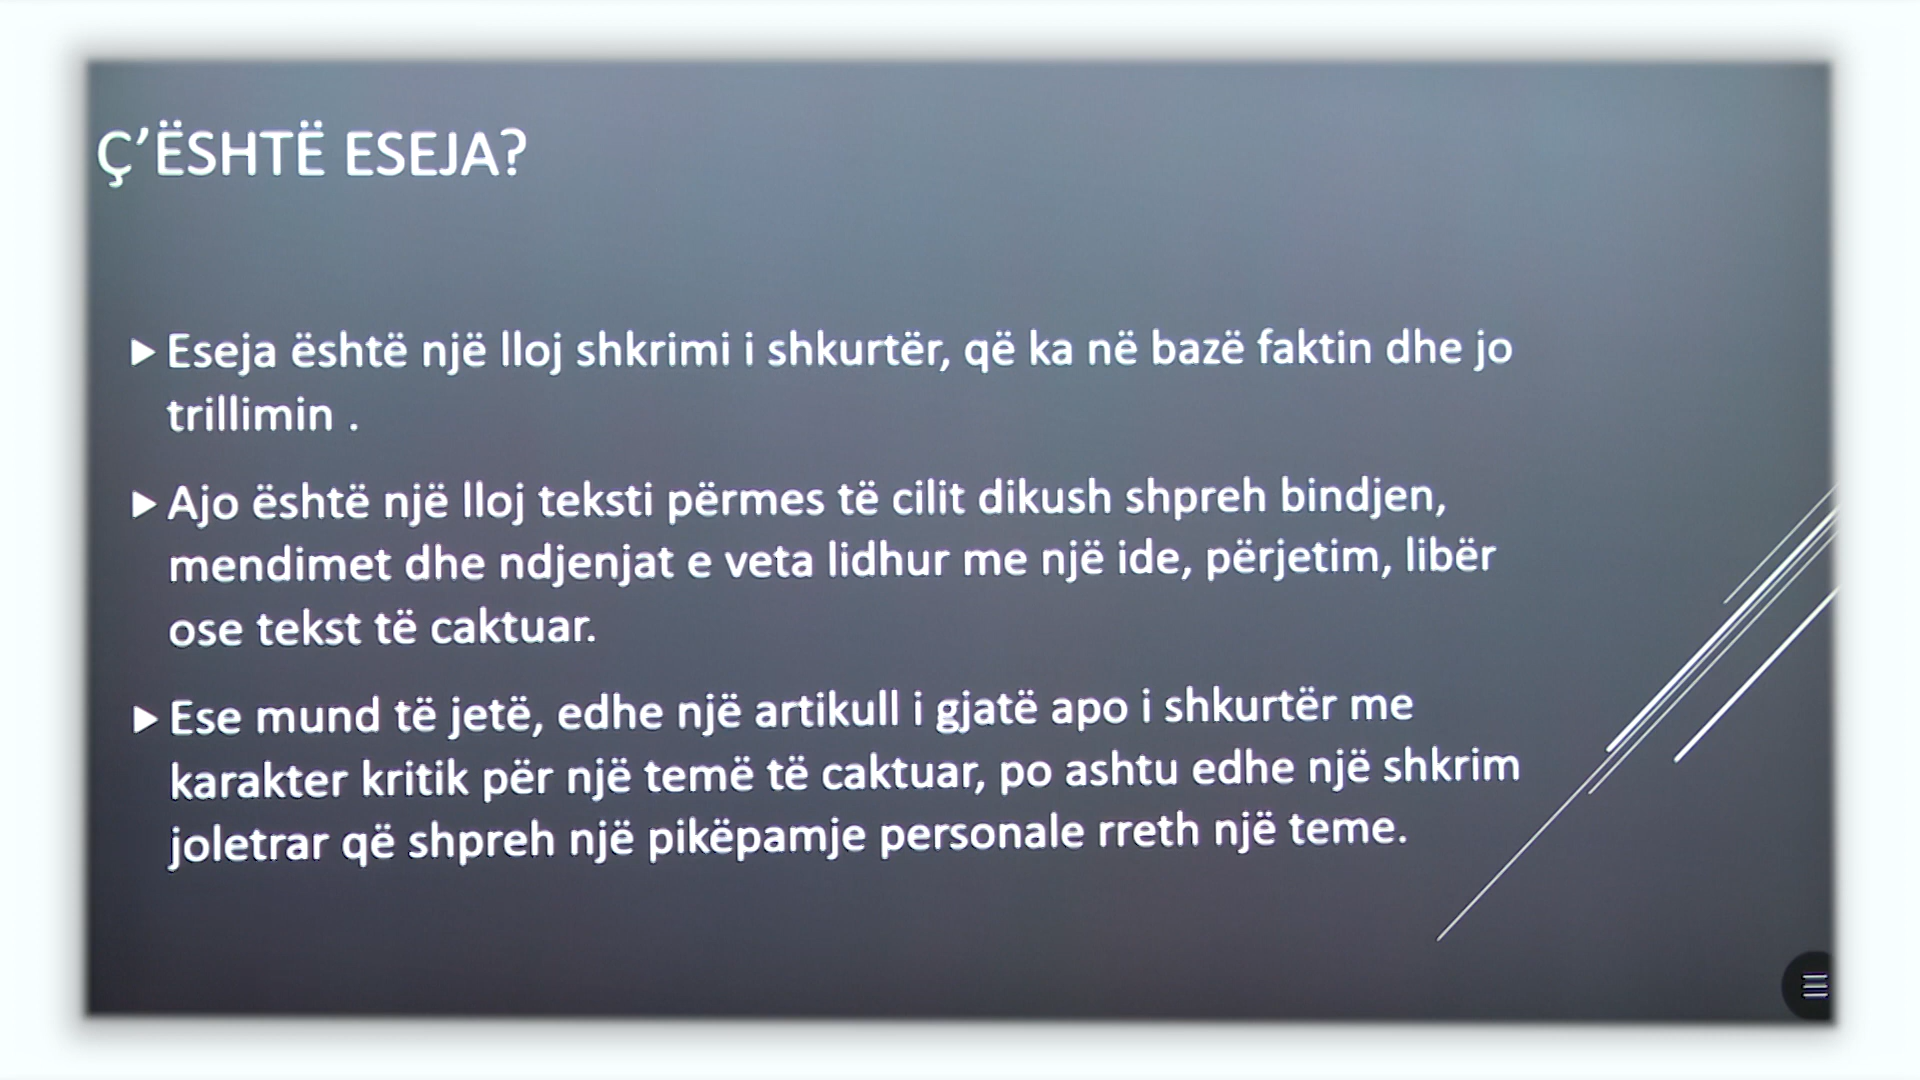 Ç’ËSHTË ESEJA?
Eseja është një lloj shkrimi i shkurtër, që ka në bazë faktin dhe jo
trillimin .
Ajo është një lloj teksti përmes të cilit dikush shpreh bindjen,
mendimet dhe ndjenjat e veta lidhur me një ide, përjetim, libër
ose tekst të caktuar.
Ese mund të jetë, edhe një artikull i gjatë apo i shkurtër me
karakter kritik për një temë të caktuar, po ashtu edhe një shkrim
joletrar që shpreh një pikëpamje personale rreth një teme.